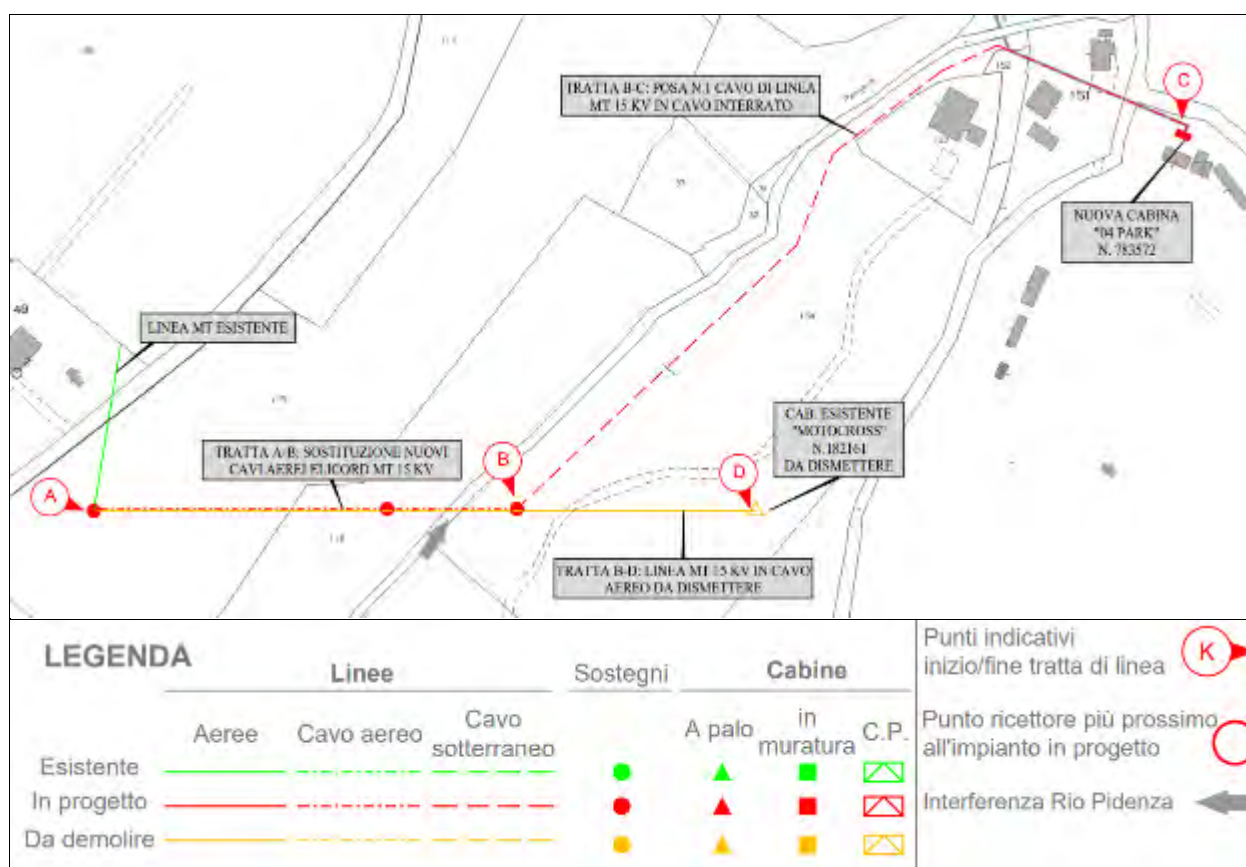 TRATTA B-C: POSA N.1 CAVO DI LINEA
MT 15 KV IN CAVO INTERRATO
C
152
151
NUOVA CABINA
"04 PARK"
N. 783572
49
LINEA MT ESISTENTE
CAB. ESISTENTE
"MOTOCROSS"
N.182161
DA DISMETTERE
TRATTA A-B: SOSTITUZIONE NUOVI
CAVI AEREI ELICORD MT 15 KV
A
B
D
TRATTA B-D: LINEA MT 15 KV IN CAVO
AEREO DA DISMETTERE
LEGENDA
Linee
Sostegni
Cabine
Aeree
Cavo aereo
Cavo
sotterraneo
A palo
in
muratura
C.P.
Esistente
In progetto
Da demolire
Punti indicativi
inizio/fine tratta di linea
K
Punto ricettore più prossimo
all'impianto in progetto
Interferenza Rio Pidenza